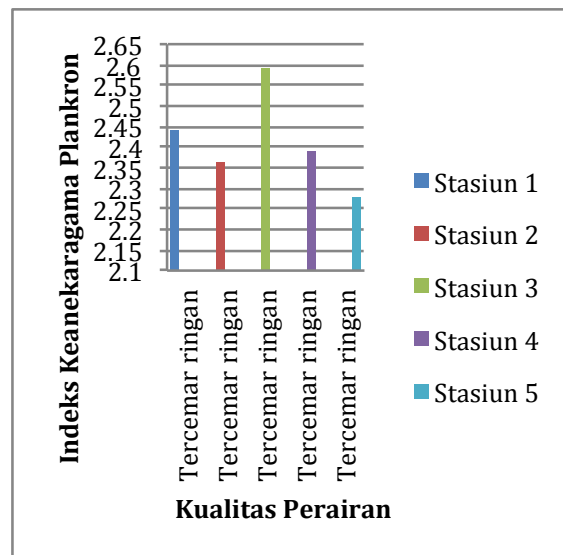 Indeks Keanekaragama Plankron
2.65
2.6
2.55
2.5
2.45
2.4
2.35
2.3
2.25
2.2
2.15
2.1
Tercemar ringan
Tercemar ringan
Tercemar ringan
Tercemar ringan
Tercemar ringan
Kualitas Perairan
Stasiun 1
Stasiun 2
Stasiun 3
Stasiun 4
Stasiun 5